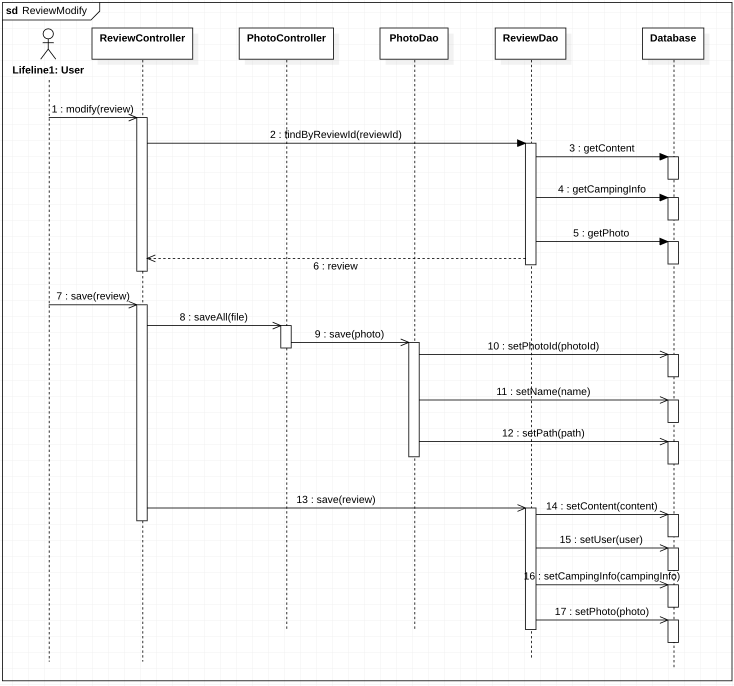 sd ReviewModify
ReviewController
PhotoController
PhotoDao
ReviewDao
Database
Lifeline1: User
1 : modify(review)
2 : findByReviewId(reviewId)
3 : getContent
4 : getCampingInfo
5 : getPhoto
6 : review
7 : save(review)
8 : saveAll(file)
9 : save(photo)
10 : setPhotoId(photoId)
11 : setName(name)
12 : setPath(path)
13 : save(review)
14 : setContent(content)
15 : setUser(user)
16 : setCampingInfo(campingInfo)
17 : setPhoto(photo)